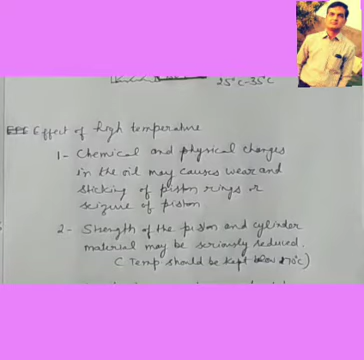 25°C-35°C
Effect of high temperature
1- Chemical and physical changes
in the oil may causes wear and
sticking of piston rings or
seizure of piston
2- Strength of the piston and cylinder
material may be seriously reduced.
( Temp should be kept below 270°C)